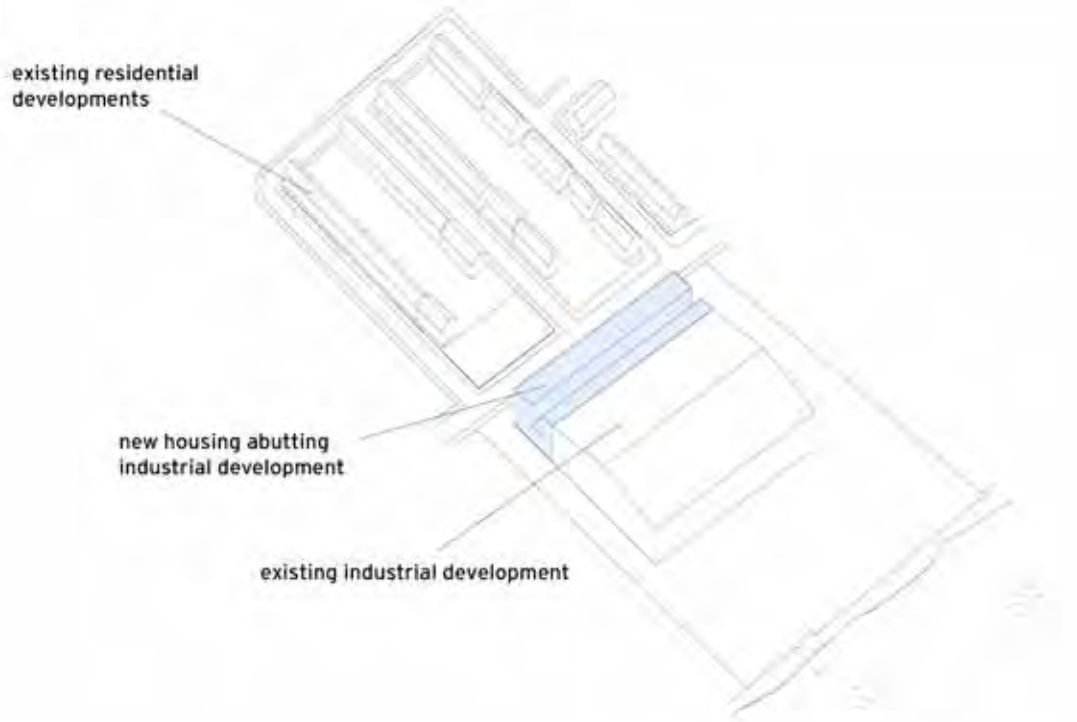 existing residential
developments
new housing abutting
industrial development
existing industrial development